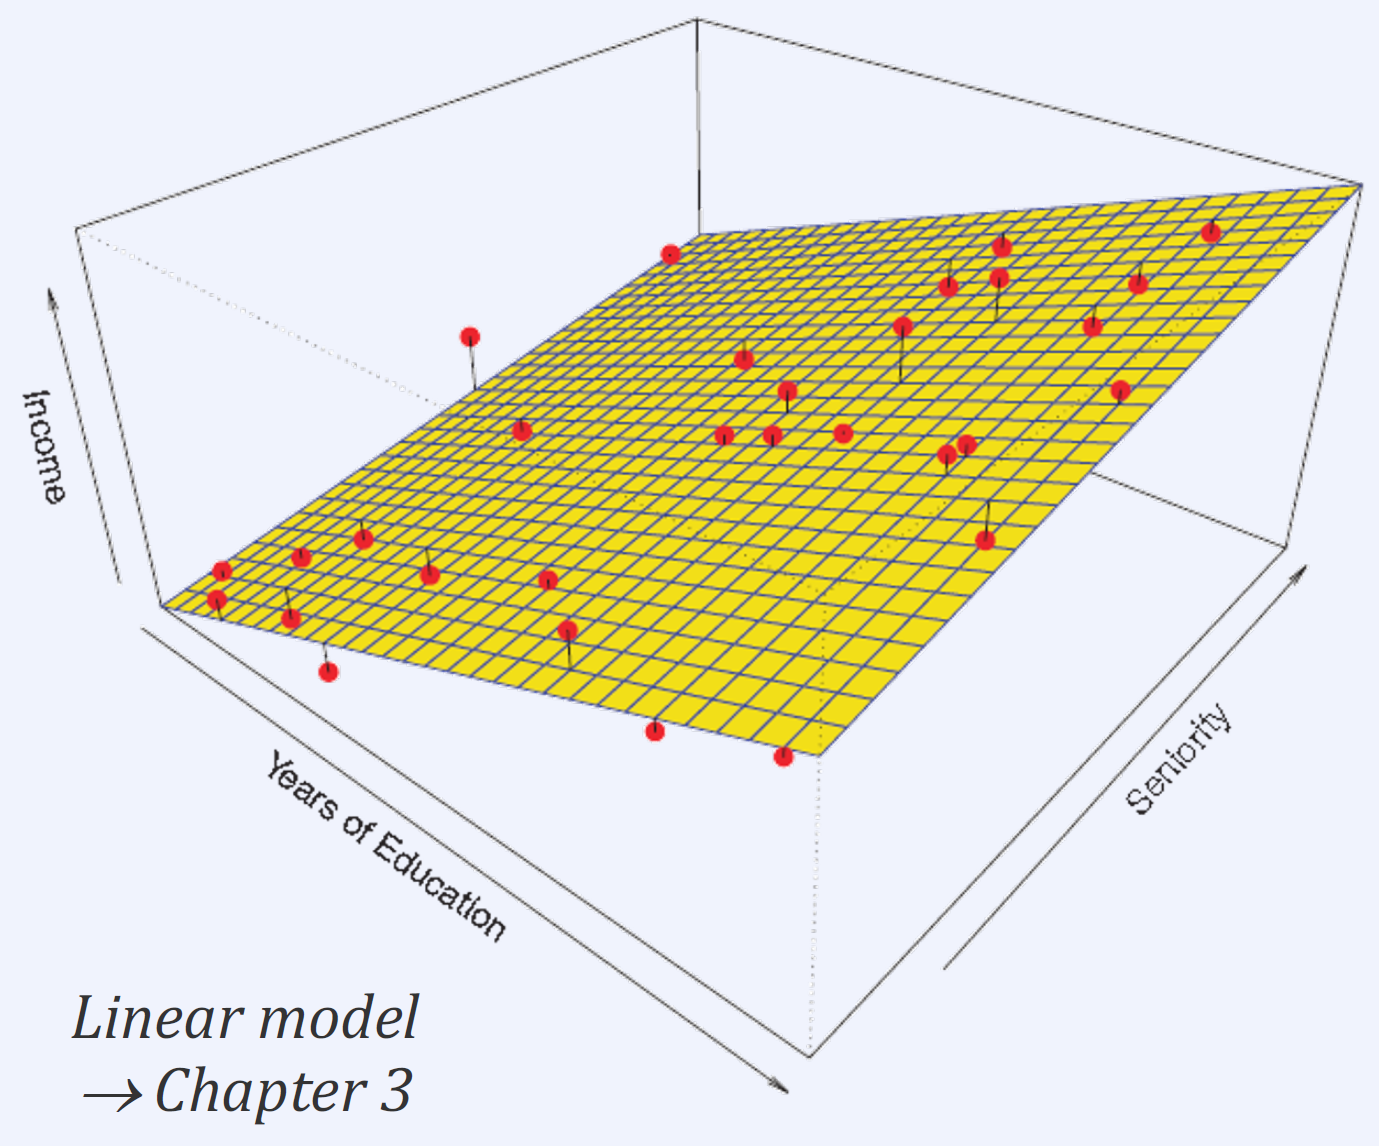 Income
Years of Education
Seniority
Linear model
→ Chapter 3